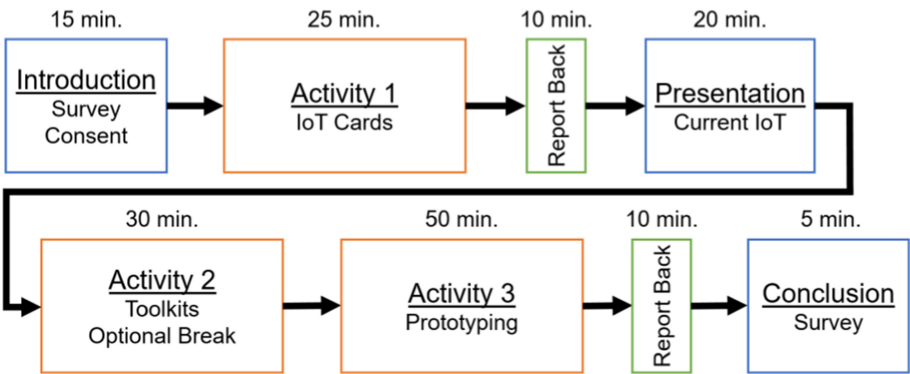 15 min.
25 min.
10 min.
20 min.
Introduction
Survey
Consent
Activity 1
IoT Cards
Report Back
Presentation
Current IoT
30 min.
50 min.
10 min.
5 min.
Activity 2
Toolkits
Optional Break
Activity 3
Prototyping
Report Back
Conclusion
Survey